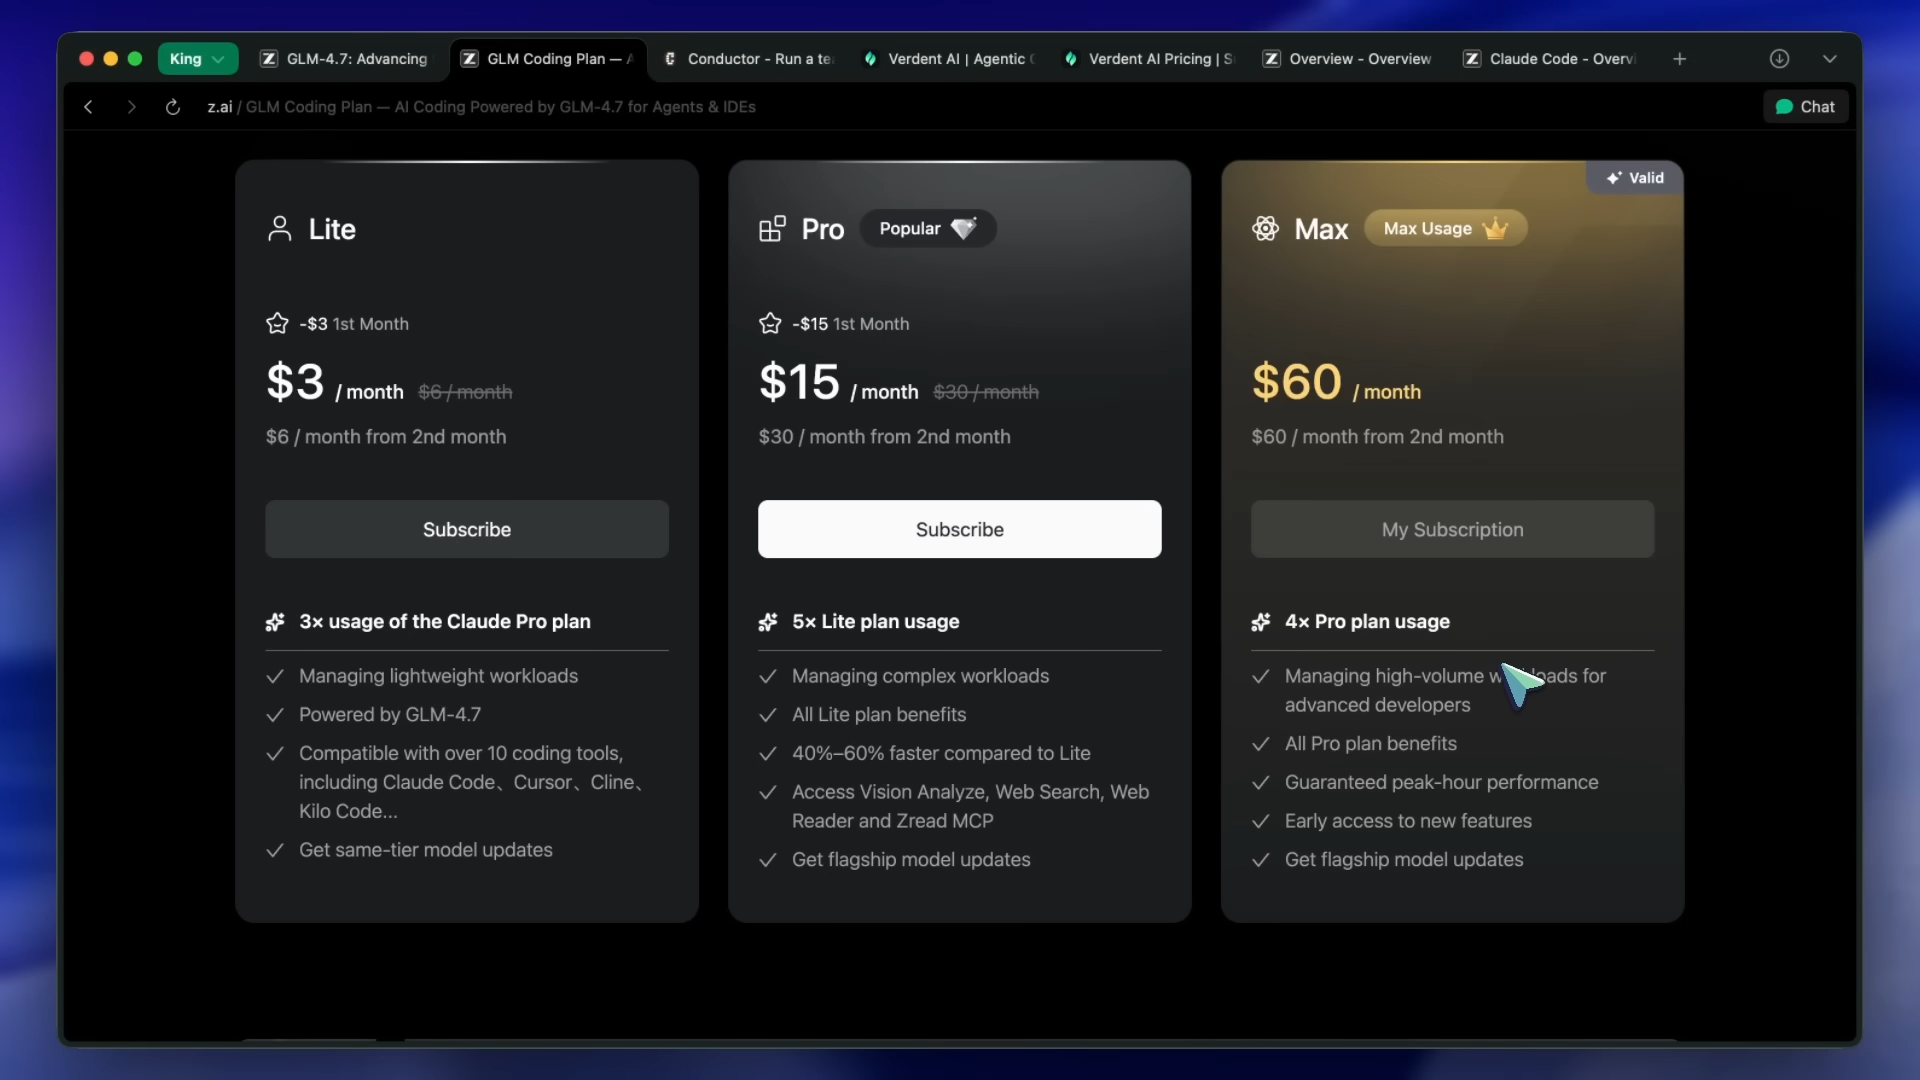 King
GLM-4.7: Advancing
GLM Coding Plan —
Conductor - Run a
Verdent AI | Agentic
Verdent AI Pricing |
Overview - Overview
Claude Code -
z.ai / GLM Coding Plan — AI Coding Powered by GLM-4.7 for Agents & IDEs
Chat
Lite
-$3 1st Month
$3 / month $6 / month
$6 / month from 2nd month
Subscribe
3× usage of the Claude Pro plan
Managing lightweight workloads
Powered by GLM-4.7
Compatible with over 10 coding tools,
including Claude Code、Cursor、Cline、
Kilo Code...
Get same-tier model updates
Pro
Popular
-$15 1st Month
$15 / month $30 / month
$30 / month from 2nd month
Subscribe
5× Lite plan usage
Managing complex workloads
All Lite plan benefits
40%–60% faster compared to Lite
Access Vision Analyze, Web Search, Web
Reader and Zread MCP
Get flagship model updates
Valid
Max
Max Usage
$60 / month
$60 / month from 2nd month
My Subscription
4× Pro plan usage
Managing high-volume workloads for
advanced developers
All Pro plan benefits
Guaranteed peak-hour performance
Early access to new features
Get flagship model updates